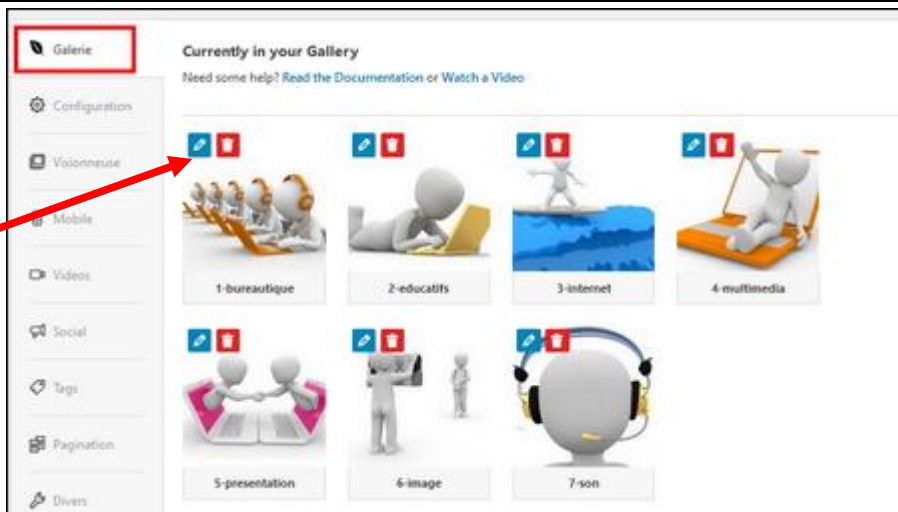 Galerie
Currently in your Gallery
Need some help? Read the Documentation or Watch a Video
Configuration
Visionneuse
Mobile
Videos
Social
Tags
Pagination
Divers
1-bureautique
2-educatifs
3-internet
4-multimedia
5-presentation
6-image
7-son